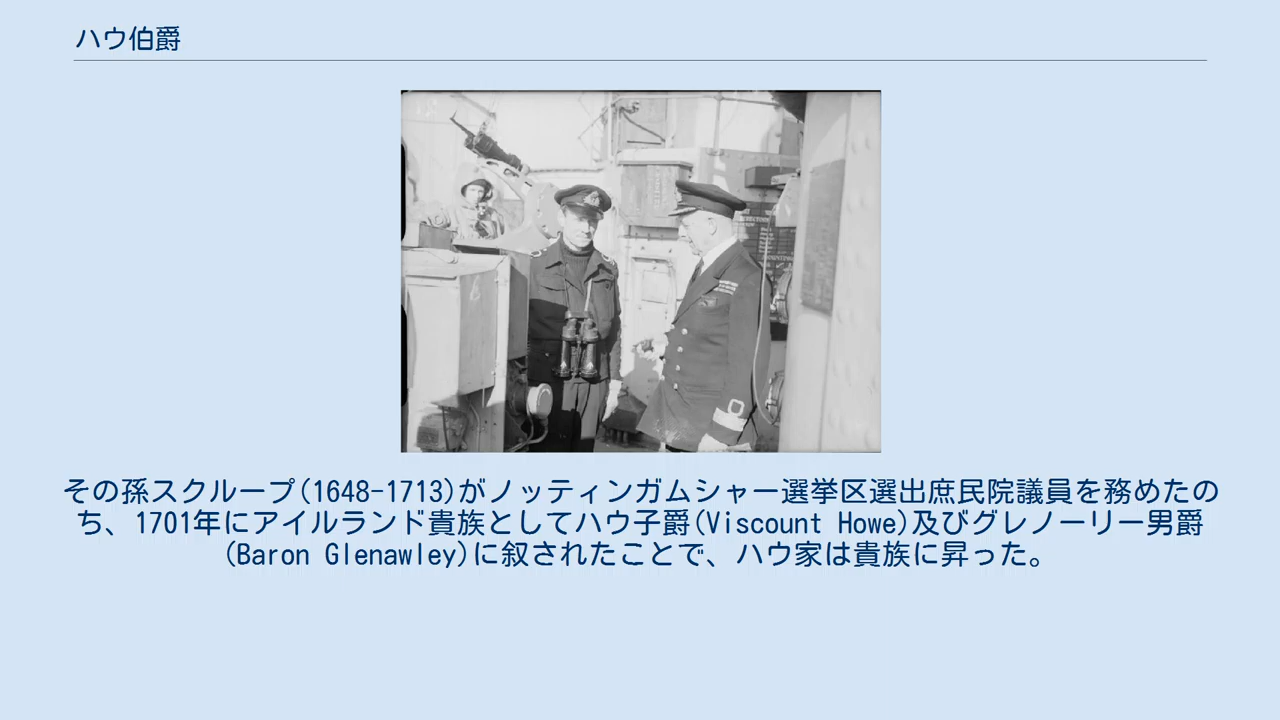 ハウ伯爵
その孫スクループ(1648-1713)がノッティンガムシャー選挙区選出庶民院議員を務めたの
ち、1701年にアイルランド貴族としてハウ子爵(Viscount Howe)及びグレノーリー男爵
(Baron Glenawley)に叙されたことで、ハウ家は貴族に昇った。